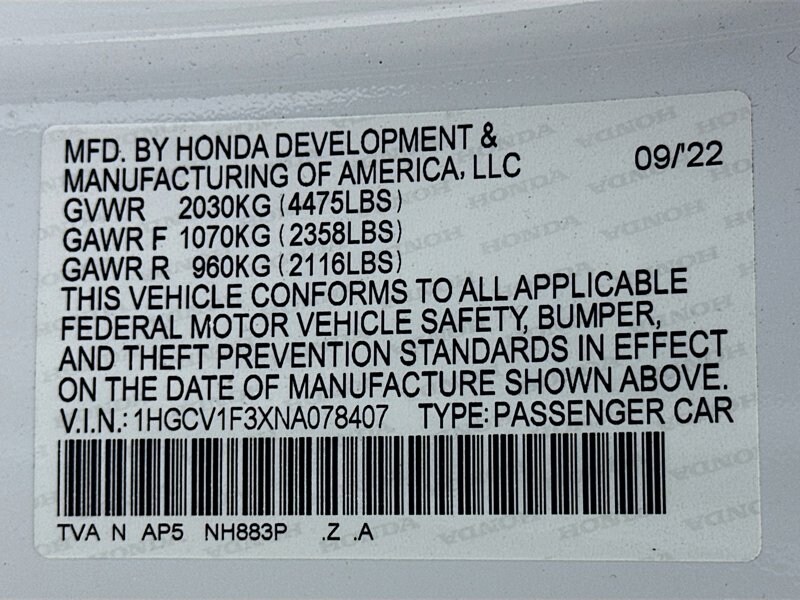 MFD. BY HONDA DEVELOPMENT &
MANUFACTURING OF AMERICA, LLC 09/'22
GVWR 2030KG (4475LBS)
GAWR F 1070KG (2358LBS)
GAWR R 960KG (2116LBS)
THIS VEHICLE CONFORMS TO ALL APPLICABLE
FEDERAL MOTOR VEHICLE SAFETY, BUMPER,
AND THEFT PREVENTION STANDARDS IN EFFECT
ON THE DATE OF MANUFACTURE SHOWN ABOVE.
V.I.N.: 1HGCV1F3XNA078407 TYPE: PASSENGER CAR
TVA N AP5 NH883P .Z .A